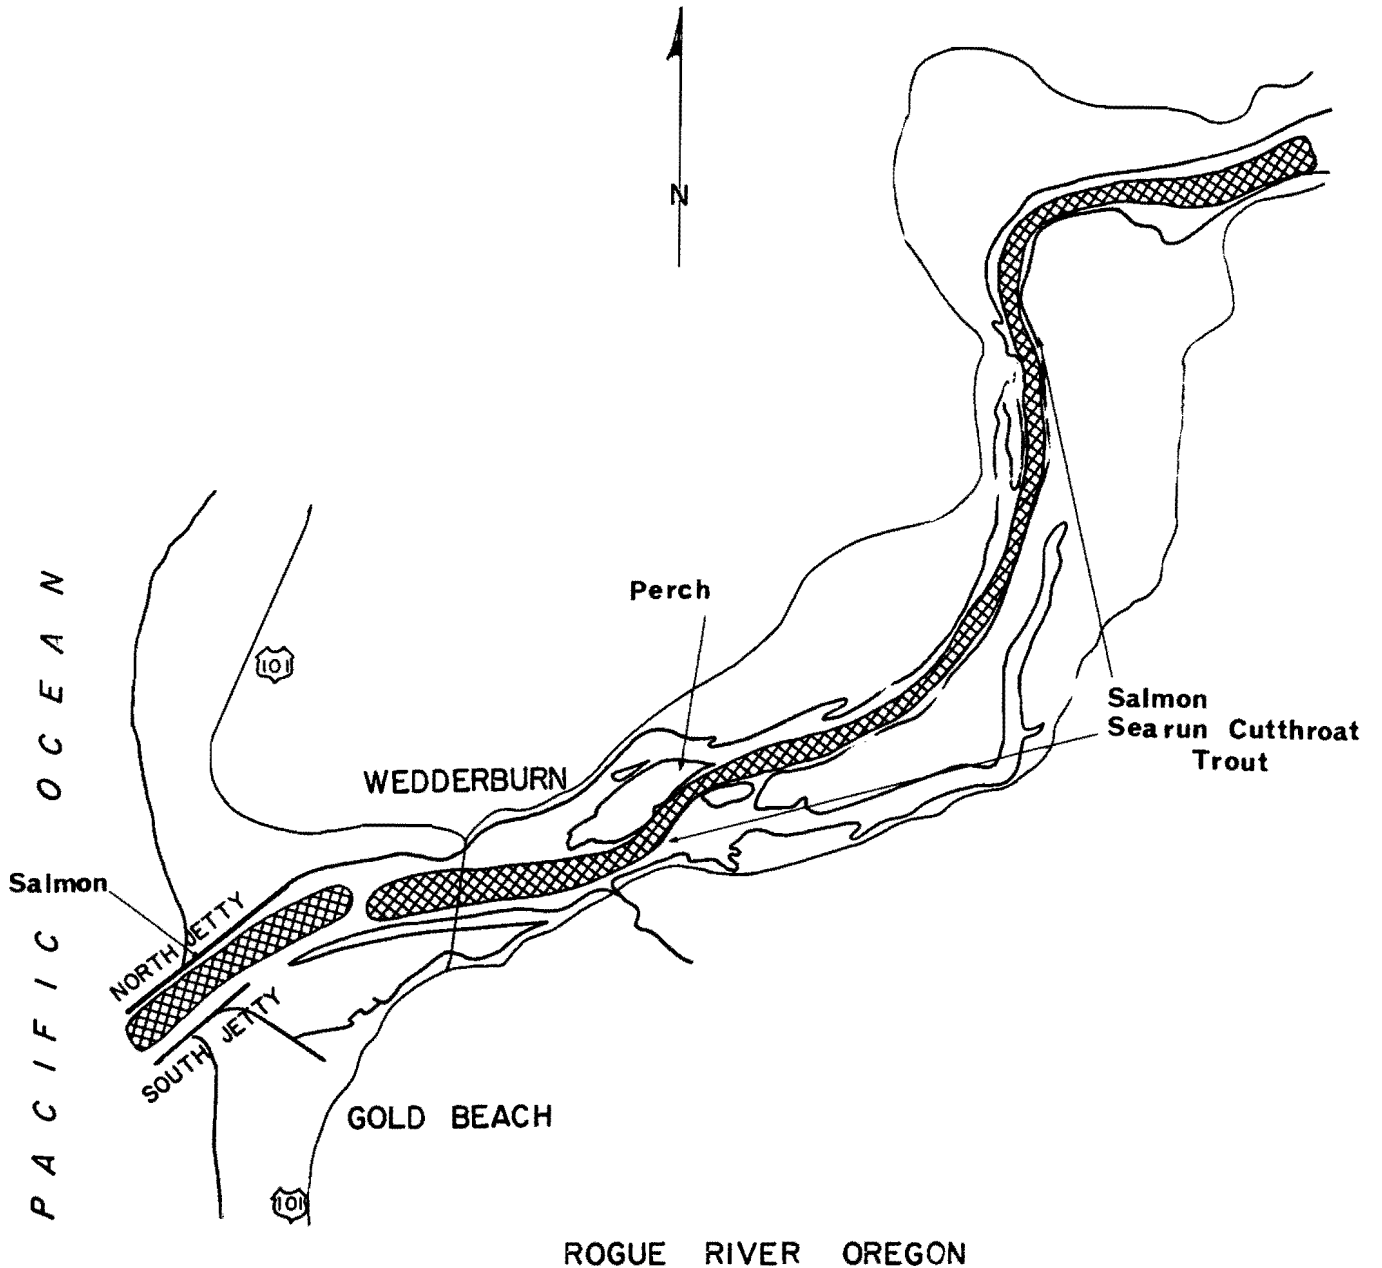 N
Perch
101
Salmon
Searun Cutthroat
Trout
WEDDERBURN
Salmon
NORTH JETTY
SOUTH JETTY
GOLD BEACH
101
PACIFIC OCEAN
ROGUE RIVER OREGON